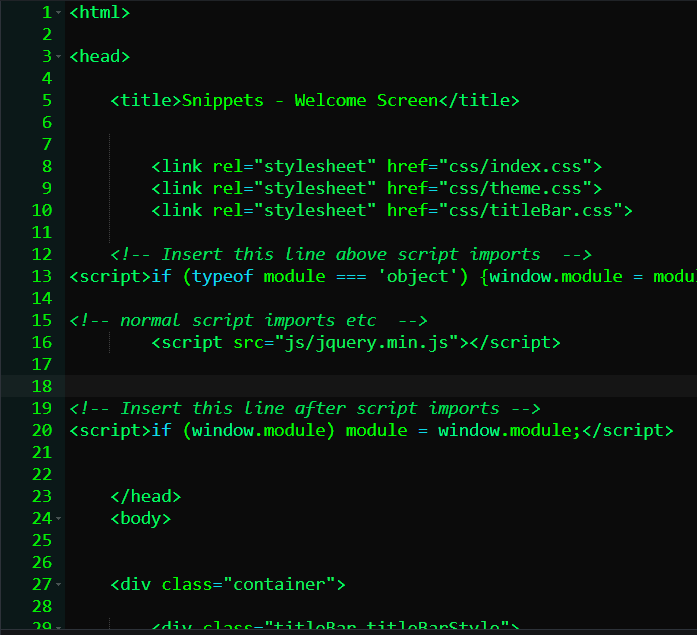 1 <html>
2
3 <head>
4
5 <title>Snippets - Welcome Screen</title>
6
7
8 <link rel="stylesheet" href="css/index.css">
9 <link rel="stylesheet" href="css/theme.css">
10 <link rel="stylesheet" href="css/titleBar.css">
11
12 <!-- Insert this line above script imports  -->
13 <script>if (typeof module === 'object') {window.module = modu
14
15 <!-- normal script imports etc  -->
16 <script src="js/jquery.min.js"></script>
17
18
19 <!-- Insert this line after script imports -->
20 <script>if (window.module) module = window.module;</script>
21
22
23 </head>
24 <body>
25
26
27 <div class="container">
28
29 <div class="titleBar titleBarStyle">